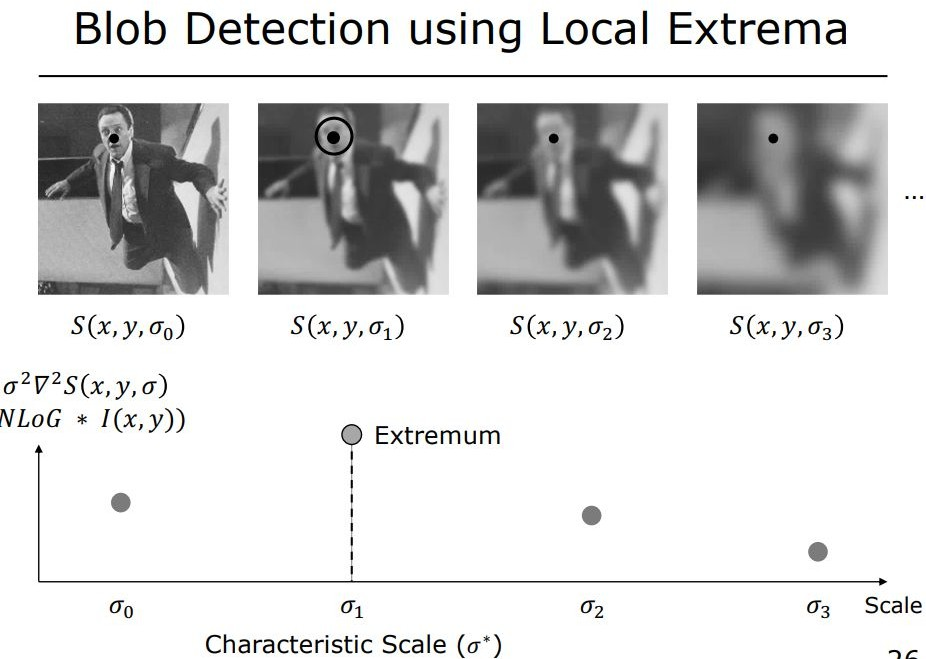 Blob Detection using Local Extrema
S(x, y, σ₀)
S(x, y, σ₁)
S(x, y, σ₂)
S(x, y, σ₃)
...
σ²∇²S(x, y, σ)
NLoG * I(x, y))
Extremum
σ₀
σ₁
σ₂
σ₃
Scale
Characteristic Scale (σ*)